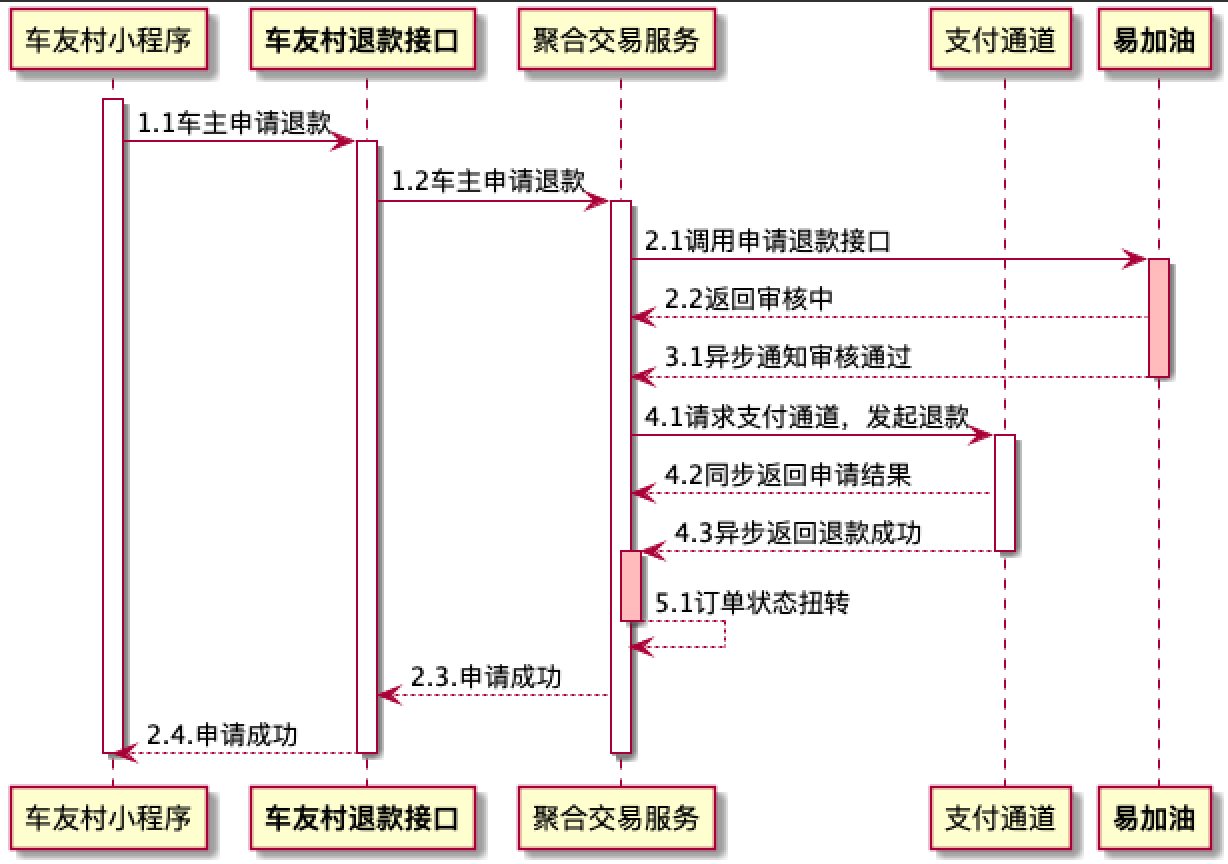 车友村小程序
车友村退款接口
聚合交易服务
支付通道
易加油
1.1车主申请退款
1.2车主申请退款
2.1调用申请退款接口
2.2返回审核中
3.1异步通知审核通过
4.1请求支付通道，发起退款
4.2同步返回申请结果
4.3异步返回退款成功
5.1订单状态扭转
2.3.申请成功
2.4.申请成功
车友村小程序
车友村退款接口
聚合交易服务
支付通道
易加油